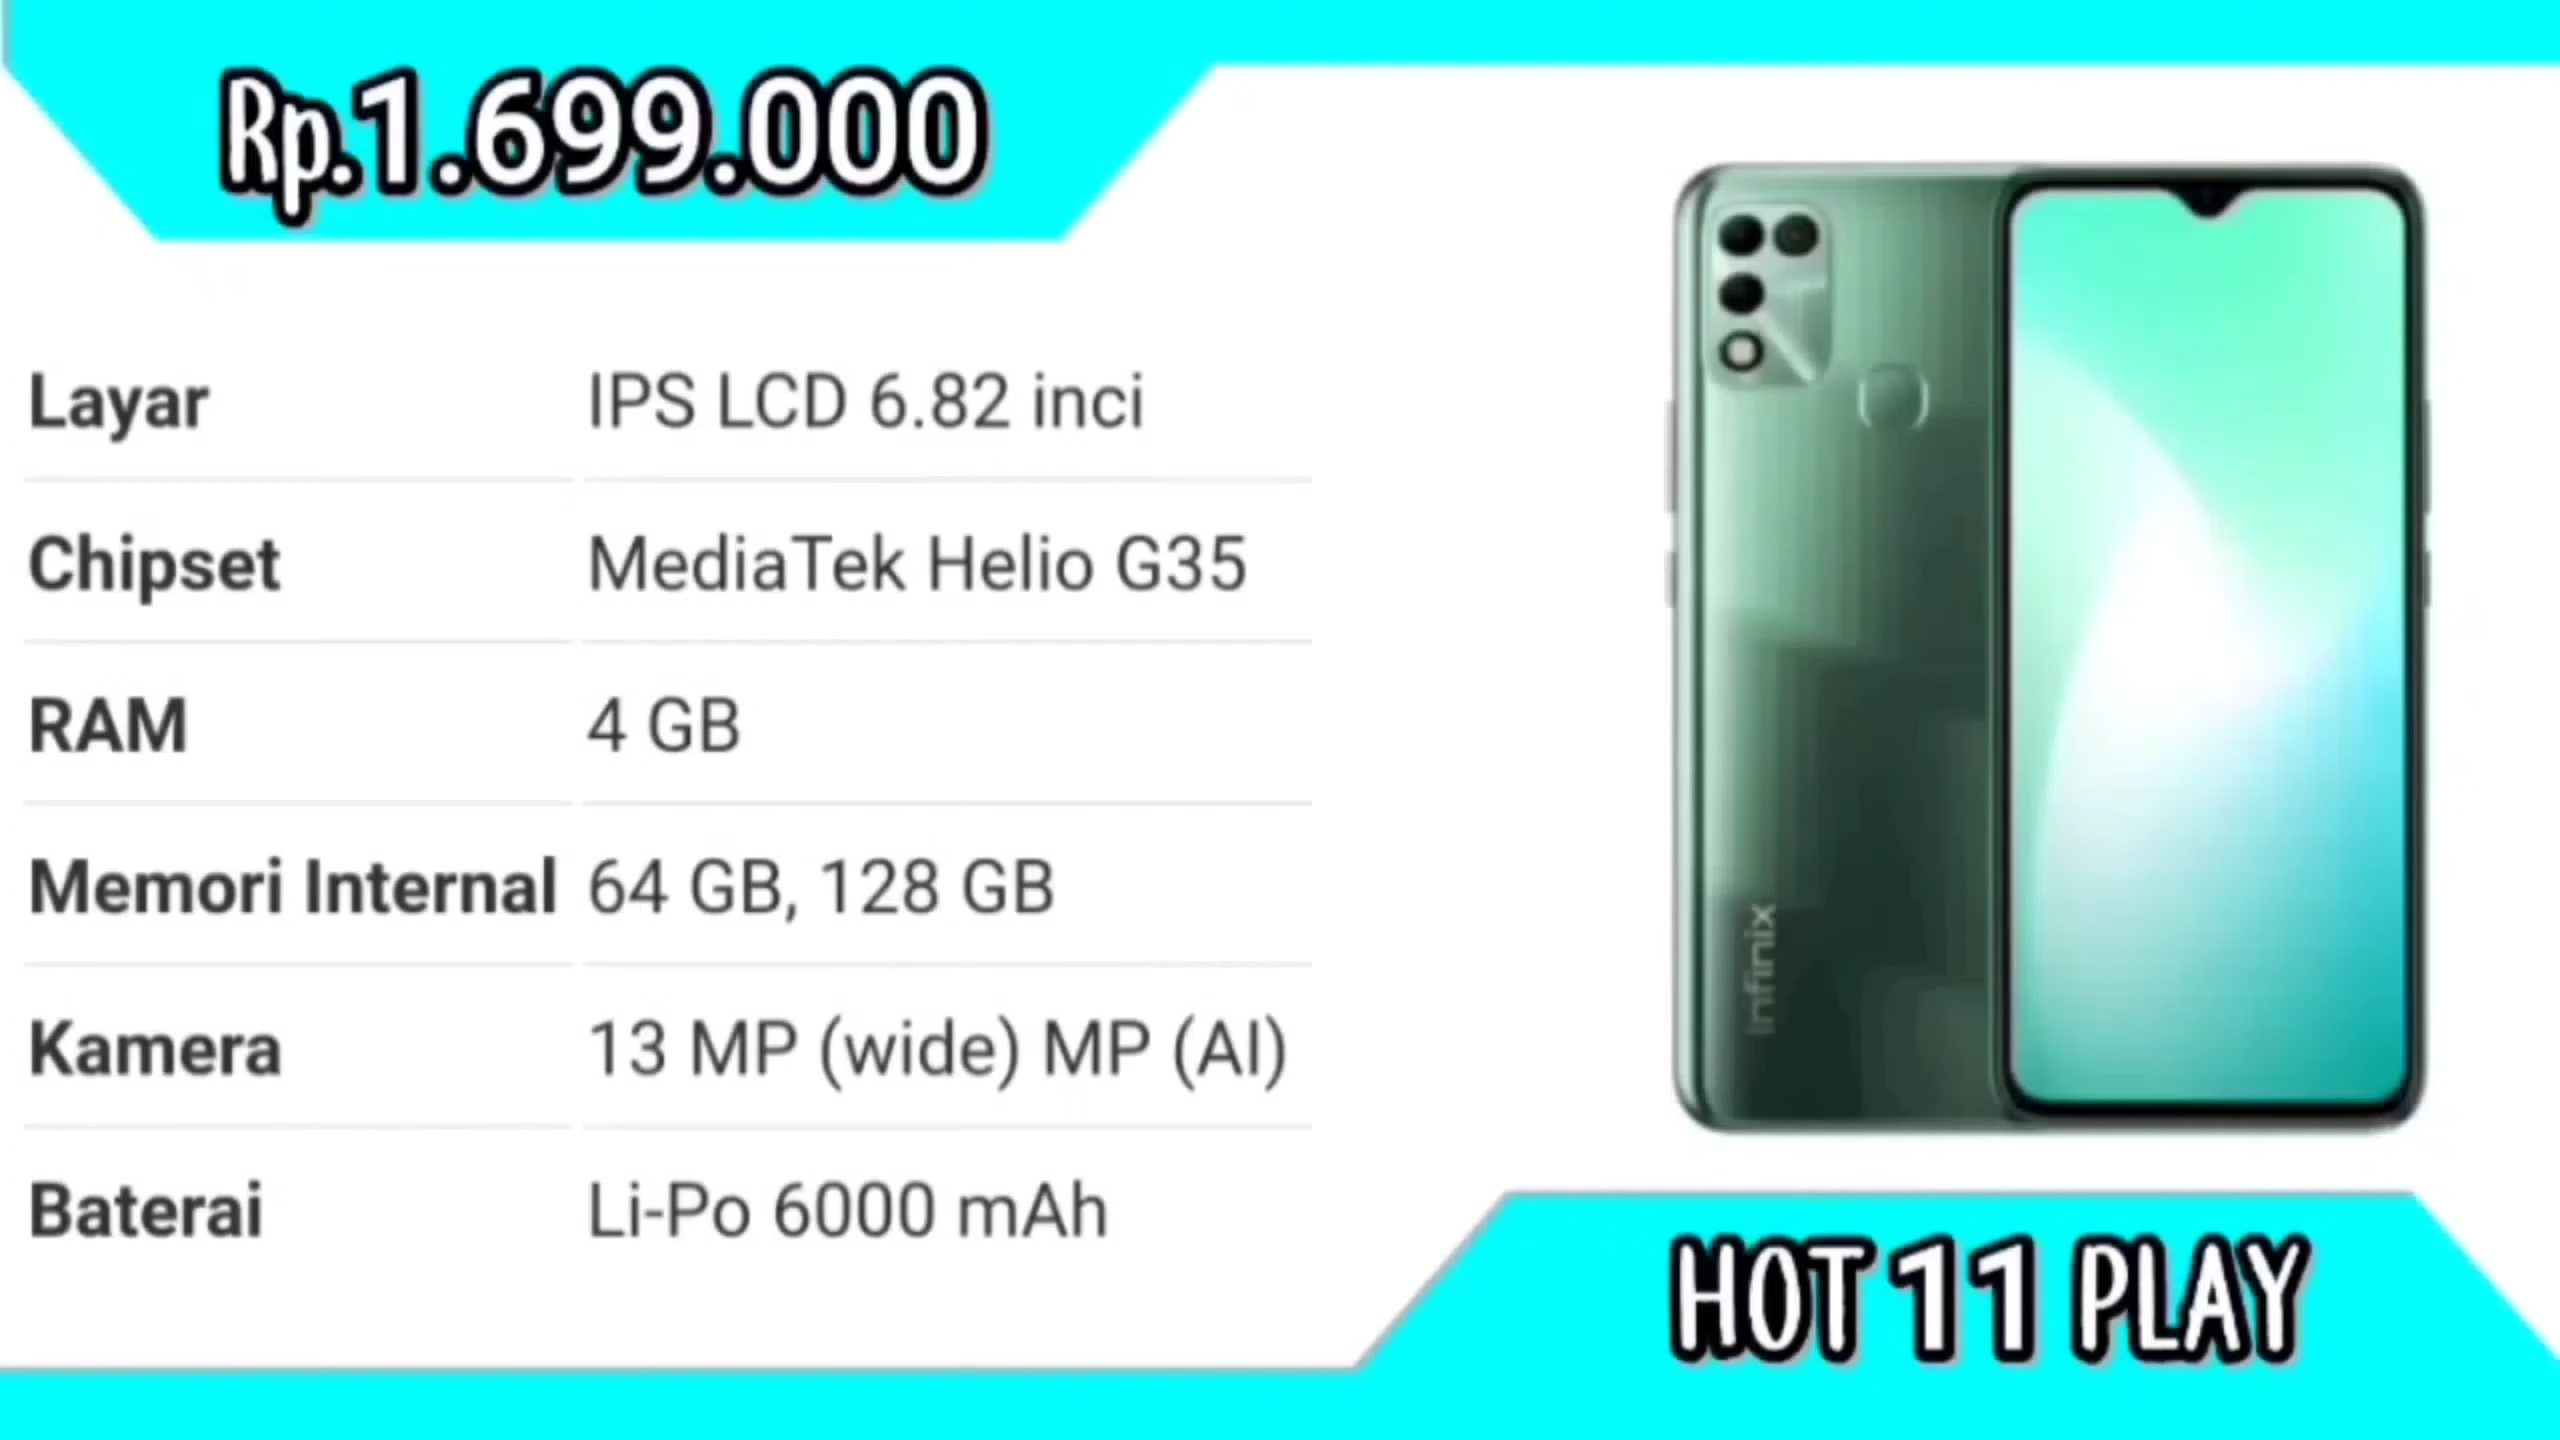 Rp.1.699.000
Layar IPS LCD 6.82 inci
Chipset MediaTek Helio G35
RAM 4 GB
Memori Internal 64 GB, 128 GB
Kamera 13 MP (wide) MP (AI)
Baterai Li-Po 6000 mAh
Infinix
HOT 11 PLAY